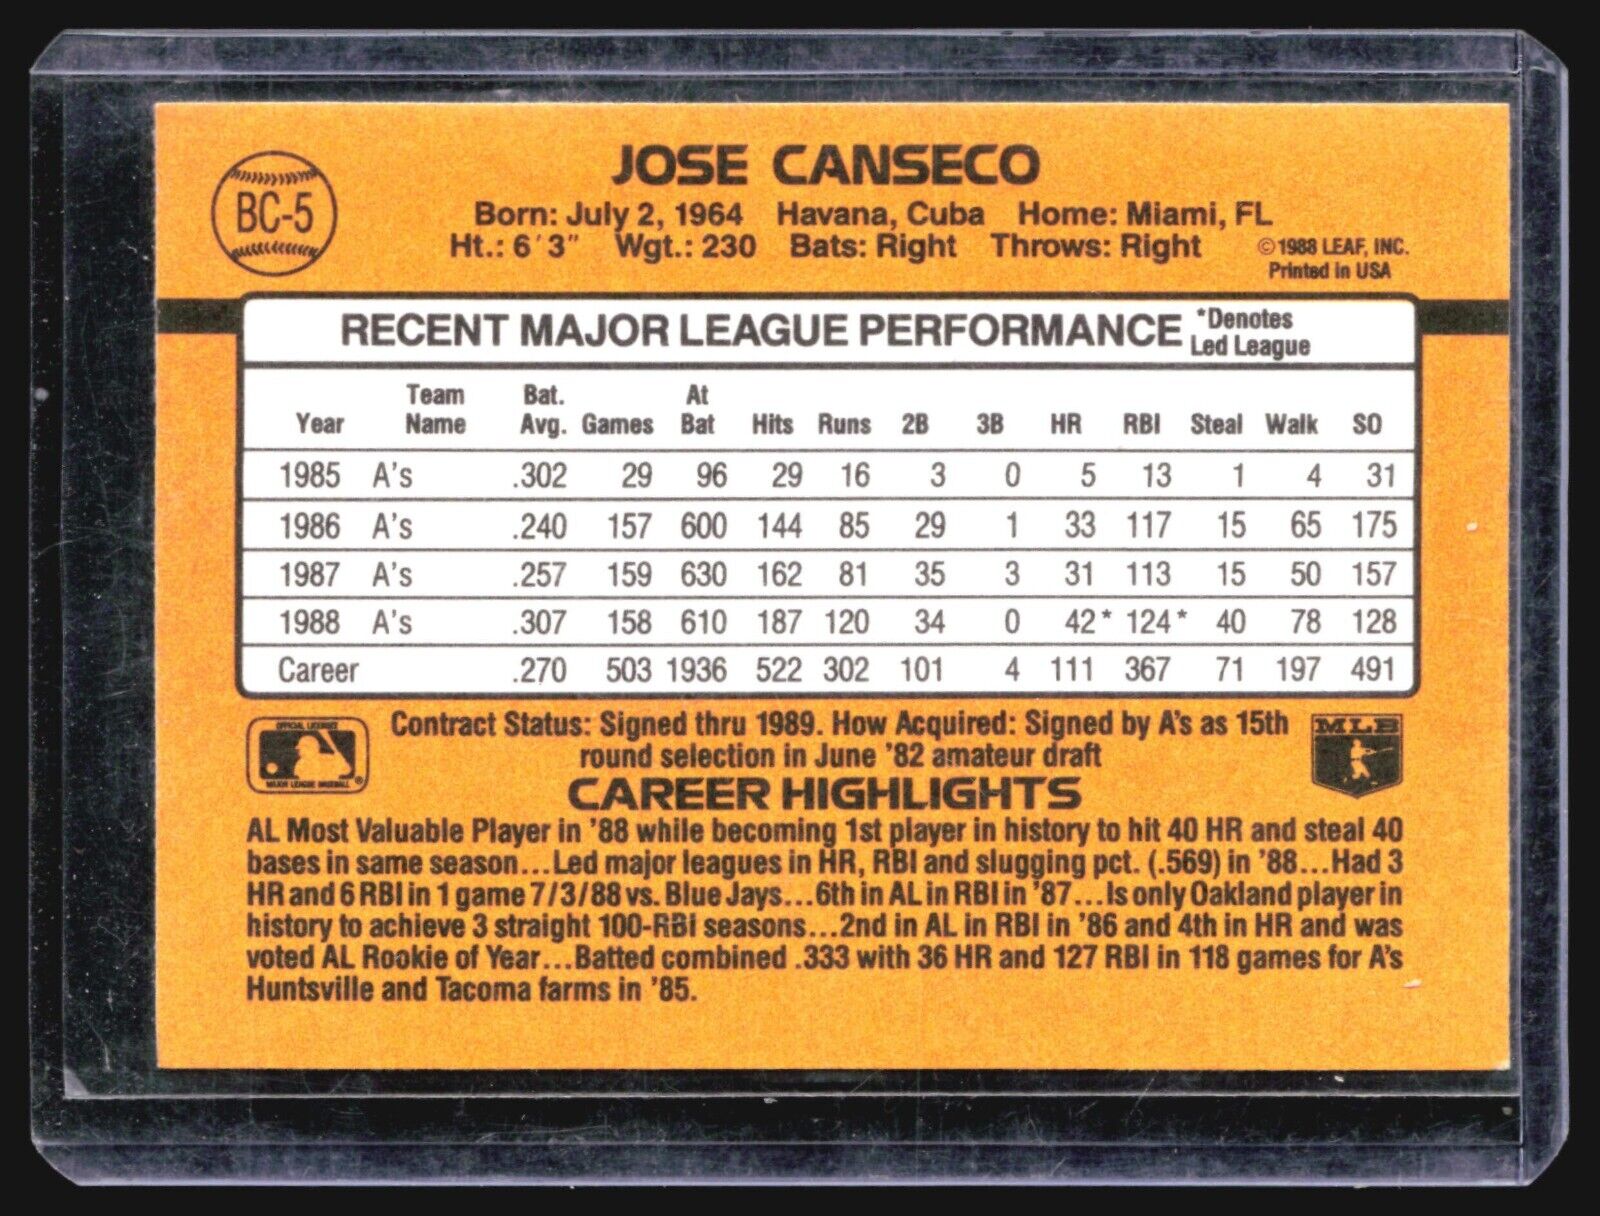 JOSE CANSECO
BC-5
Born: July 2, 1964 Havana, Cuba Home: Miami, FL
Ht.: 6'3" Wgt.: 230 Bats: Right Throws: Right
©1988 LEAF, INC.
Printed in USA
RECENT MAJOR LEAGUE PERFORMANCE *Denotes Led League
Year Team Name Bat. Avg. Games At Bat Hits Runs 2B 3B HR RBI Steal Walk SO
1985 A's .302 29 96 29 16 3 0 5 13 1 4 31
1986 A's .240 157 600 144 85 29 1 33 117 15 65 175
1987 A's .257 159 630 162 81 35 3 31 113 15 50 157
1988 A's .307 158 610 187 120 34 0 42* 124* 40 78 128
Career .270 503 1936 522 302 101 4 111 367 71 197 491
OFFICIAL LICENSEE
MAJOR LEAGUE BASEBALL
®
Contract Status: Signed thru 1989. How Acquired: Signed by A's as 15th
round selection in June '82 amateur draft
MLB
CAREER HIGHLIGHTS
AL Most Valuable Player in '88 while becoming 1st player in history to hit 40 HR and steal 40
bases in same season...Led major leagues in HR, RBI and slugging pct. (.569) in '88...Had 3
HR and 6 RBI in 1 game 7/3/88 vs. Blue Jays...6th in AL in RBI in '87...Is only Oakland player in
history to achieve 3 straight 100-RBI seasons...2nd in AL in RBI in '86 and 4th in HR and was
voted AL Rookie of Year...Batted combined .333 with 36 HR and 127 RBI in 118 games for A's
Huntsville and Tacoma farms in '85.